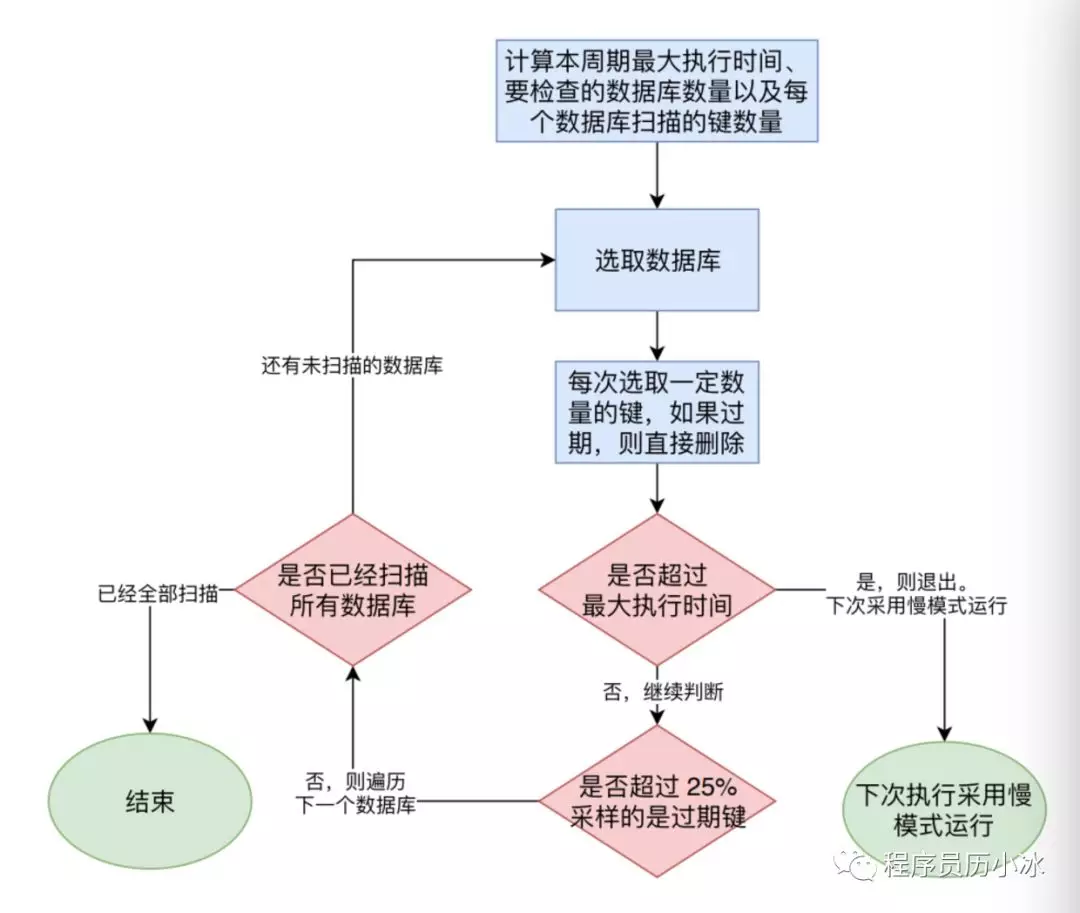 计算本周期最大执行时间、
要检查的数据库数量以及每
个数据库扫描的键数量
选取数据库
还有未扫描的数据库
每次选取一定数
量的键，如果过
期，则直接删除
是否已经扫描
所有数据库
是否超过
最大执行时间
已经全部扫描
是，则退出。
下次采用慢模式运行
否，继续判断
否，则遍历
下一个数据库
是否超过 25%
采样的是过期键
结束
下次执行采用慢
模式运行
程序员历小冰